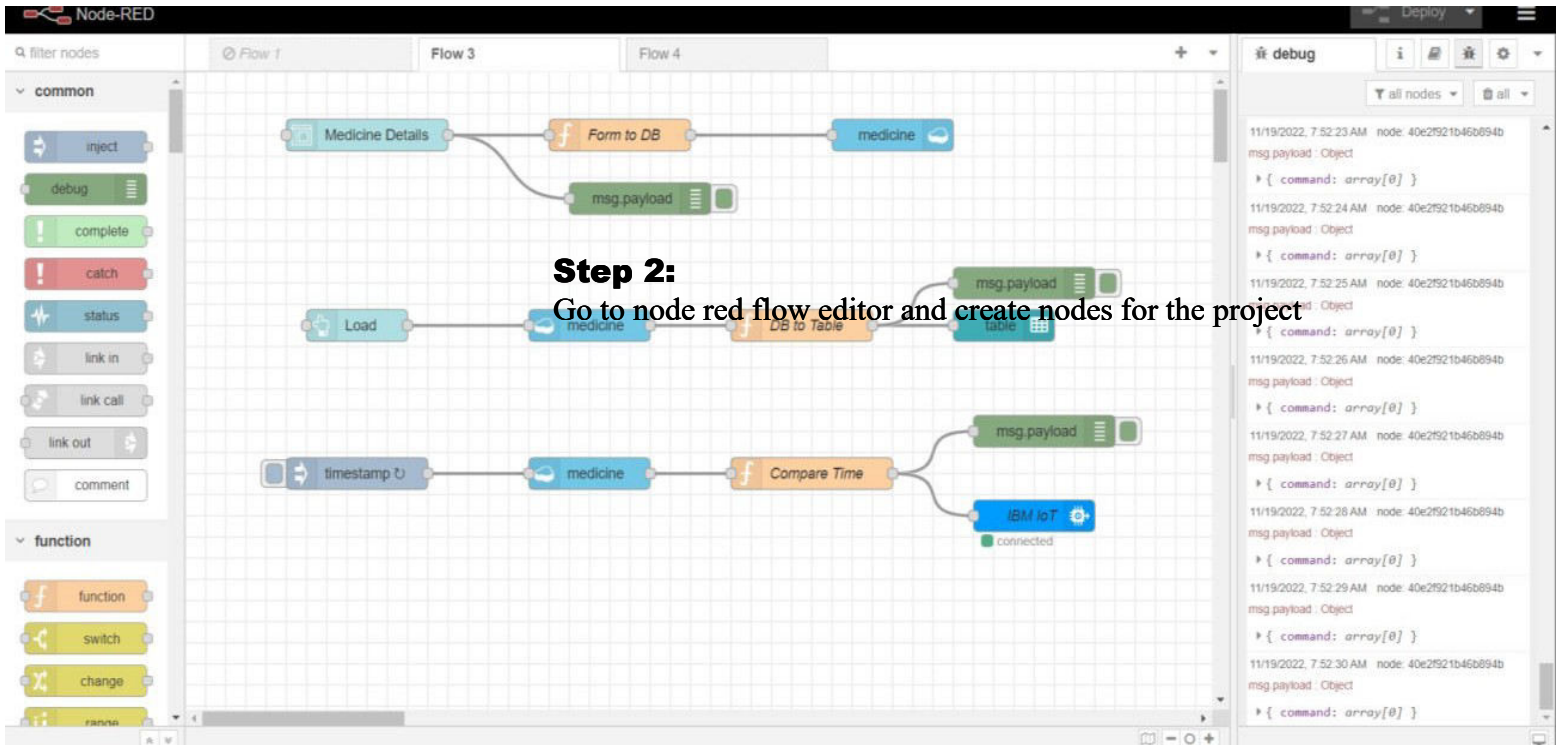 Node-RED
Deploy
filter nodes
Flow 1
Flow 3
Flow 4
debug
i
all nodes
all
common
inject
debug
complete
catch
status
link in
link call
link out
comment
function
function
switch
change
range
Medicine Details
Form to DB
medicine
msg.payload
Step 2:
Go to node red flow editor and create nodes for the project
msg.payload
Load
medicine
DB to Table
table
msg.payload
timestamp ↻
medicine
Compare Time
IBM IoT
connected
11/19/2022, 7:52:23 AM node: 40e2f921b46b894b
msg.payload : Object
{ command: array[0] }
11/19/2022, 7:52:24 AM node: 40e2f921b46b894b
msg.payload : Object
{ command: array[0] }
11/19/2022, 7:52:25 AM node: 40e2f921b46b894b
msg.payload : Object
{ command: array[0] }
11/19/2022, 7:52:26 AM node: 40e2f921b46b894b
msg.payload : Object
{ command: array[0] }
11/19/2022, 7:52:27 AM node: 40e2f921b46b894b
msg.payload : Object
{ command: array[0] }
11/19/2022, 7:52:28 AM node: 40e2f921b46b894b
msg.payload : Object
{ command: array[0] }
11/19/2022, 7:52:29 AM node: 40e2f921b46b894b
msg.payload : Object
{ command: array[0] }
11/19/2022, 7:52:30 AM node: 40e2f921b46b894b
msg.payload : Object
{ command: array[0] }